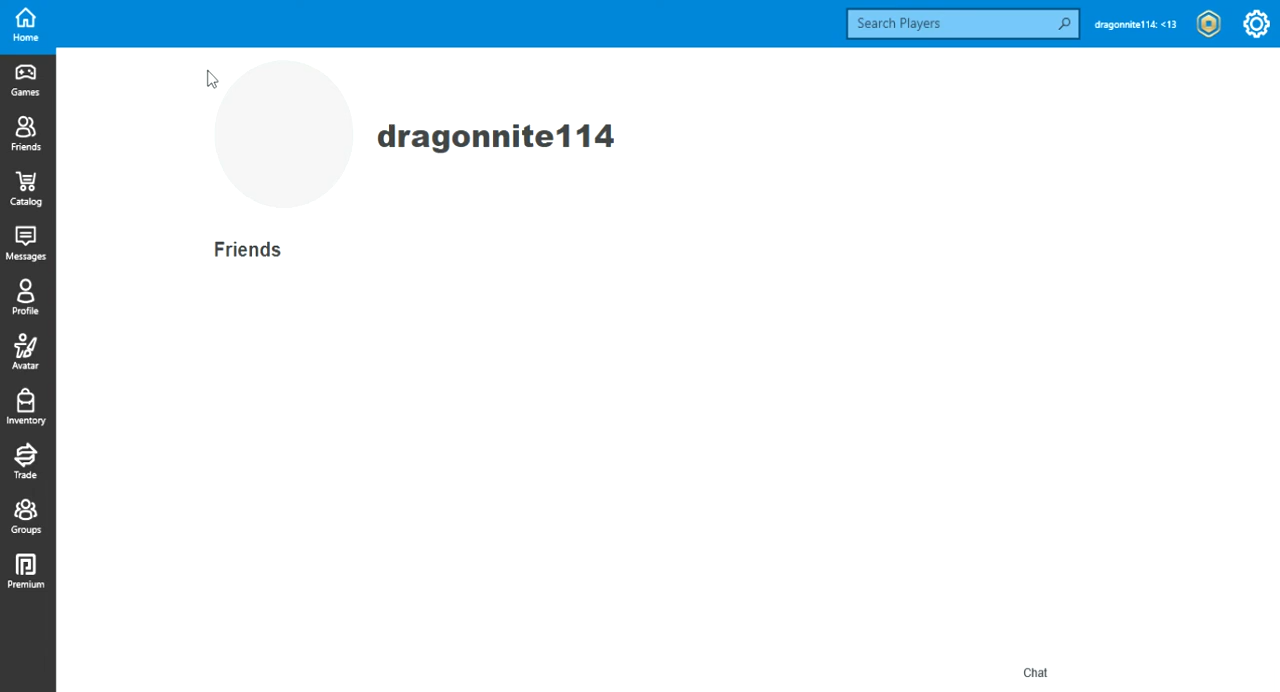 Home
Search Players
dragonnite114: <13
Games
Friends
Catalog
Messages
Profile
Avatar
Inventory
Trade
Groups
Premium
dragonnite114
Friends
Chat